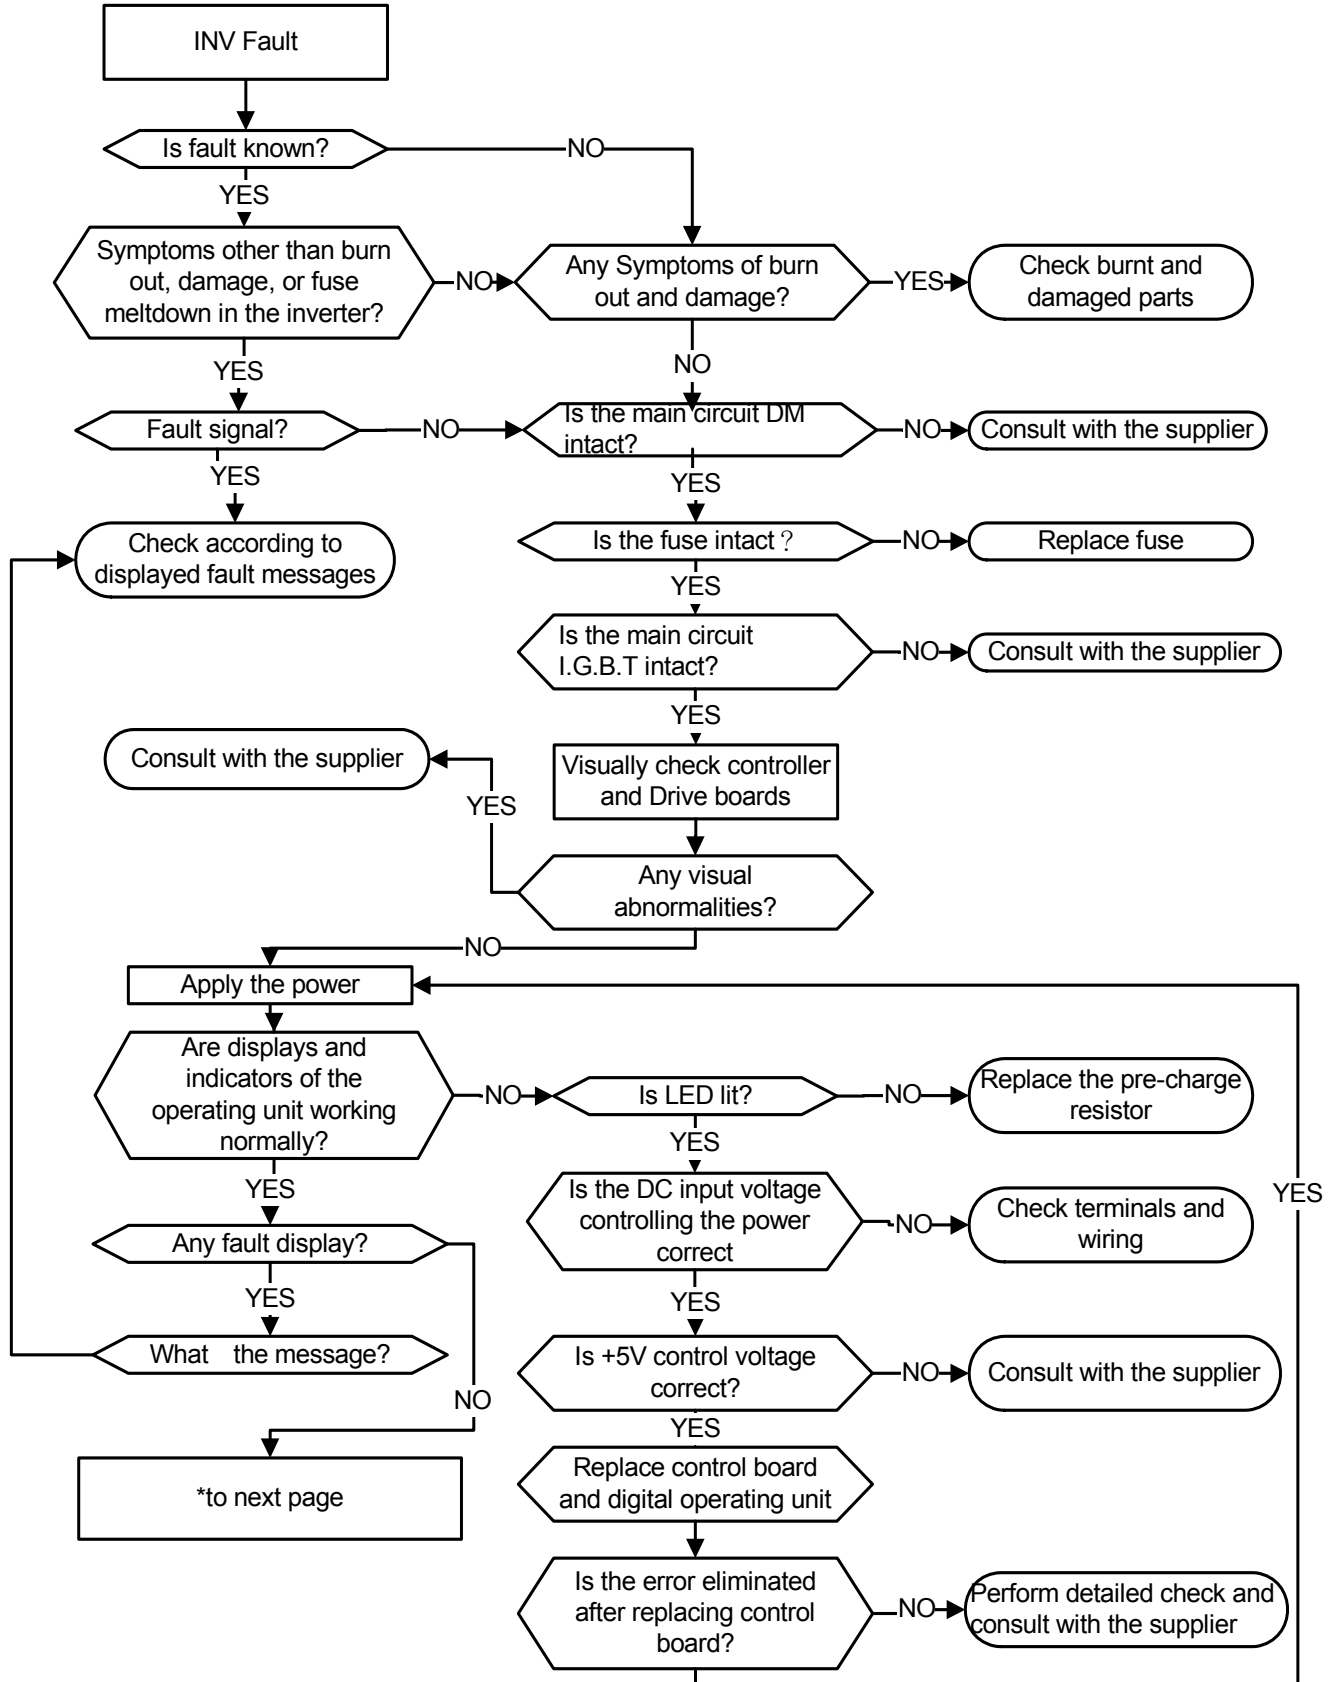 INV Fault
Is fault known?
NO
YES
Symptoms other than burn
out, damage, or fuse
meltdown in the inverter?
NO
Any Symptoms of burn
out and damage?
YES
Check burnt and
damaged parts
YES
NO
Fault signal?
NO
Is the main circuit DM
intact?
NO
Consult with the supplier
YES
YES
Check according to
displayed fault messages
Is the fuse intact?
NO
Replace fuse
YES
Is the main circuit
I.G.B.T intact?
NO
Consult with the supplier
YES
Consult with the supplier
YES
Visually check controller
and Drive boards
Any visual
abnormalities?
NO
Apply the power
Are displays and
indicators of the
operating unit working
normally?
NO
Is LED lit?
NO
Replace the pre-charge
resistor
YES
YES
Is the DC input voltage
controlling the power
correct
NO
Check terminals and
wiring
YES
Any fault display?
YES
YES
What the message?
NO
Is +5V control voltage
correct?
NO
Consult with the supplier
YES
*to next page
Replace control board
and digital operating unit
Is the error eliminated
after replacing control
board?
NO
Perform detailed check and
consult with the supplier